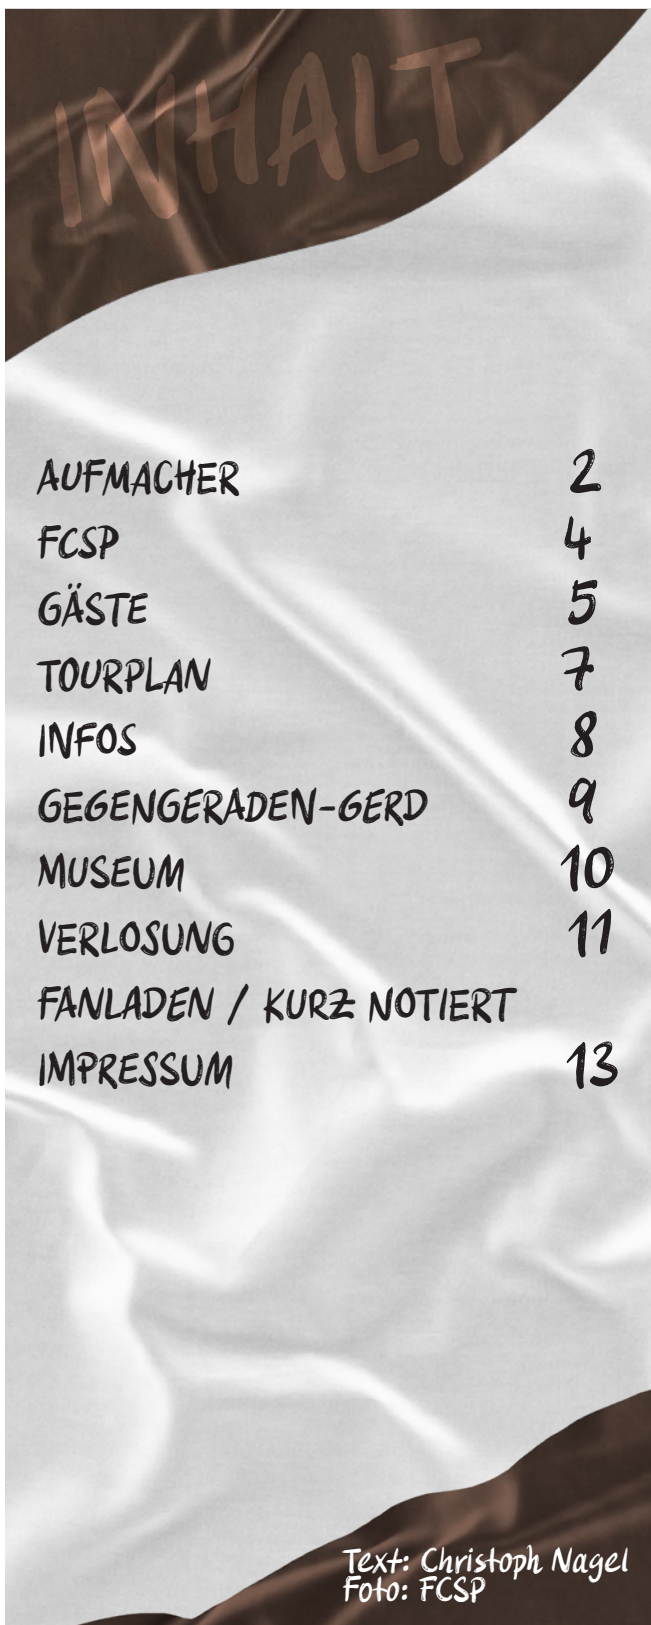 INHALT
AUFMACHER 2
FCSP 4
GÄSTE 5
TOURPLAN 7
INFOS 8
GEGENGERADEN-GERD 9
MUSEUM 10
VERLOSUNG 11
FANLADEN / KURZ NOTIERT
IMPRESSUM 13
Text: Christoph Nagel
Foto: FCSP